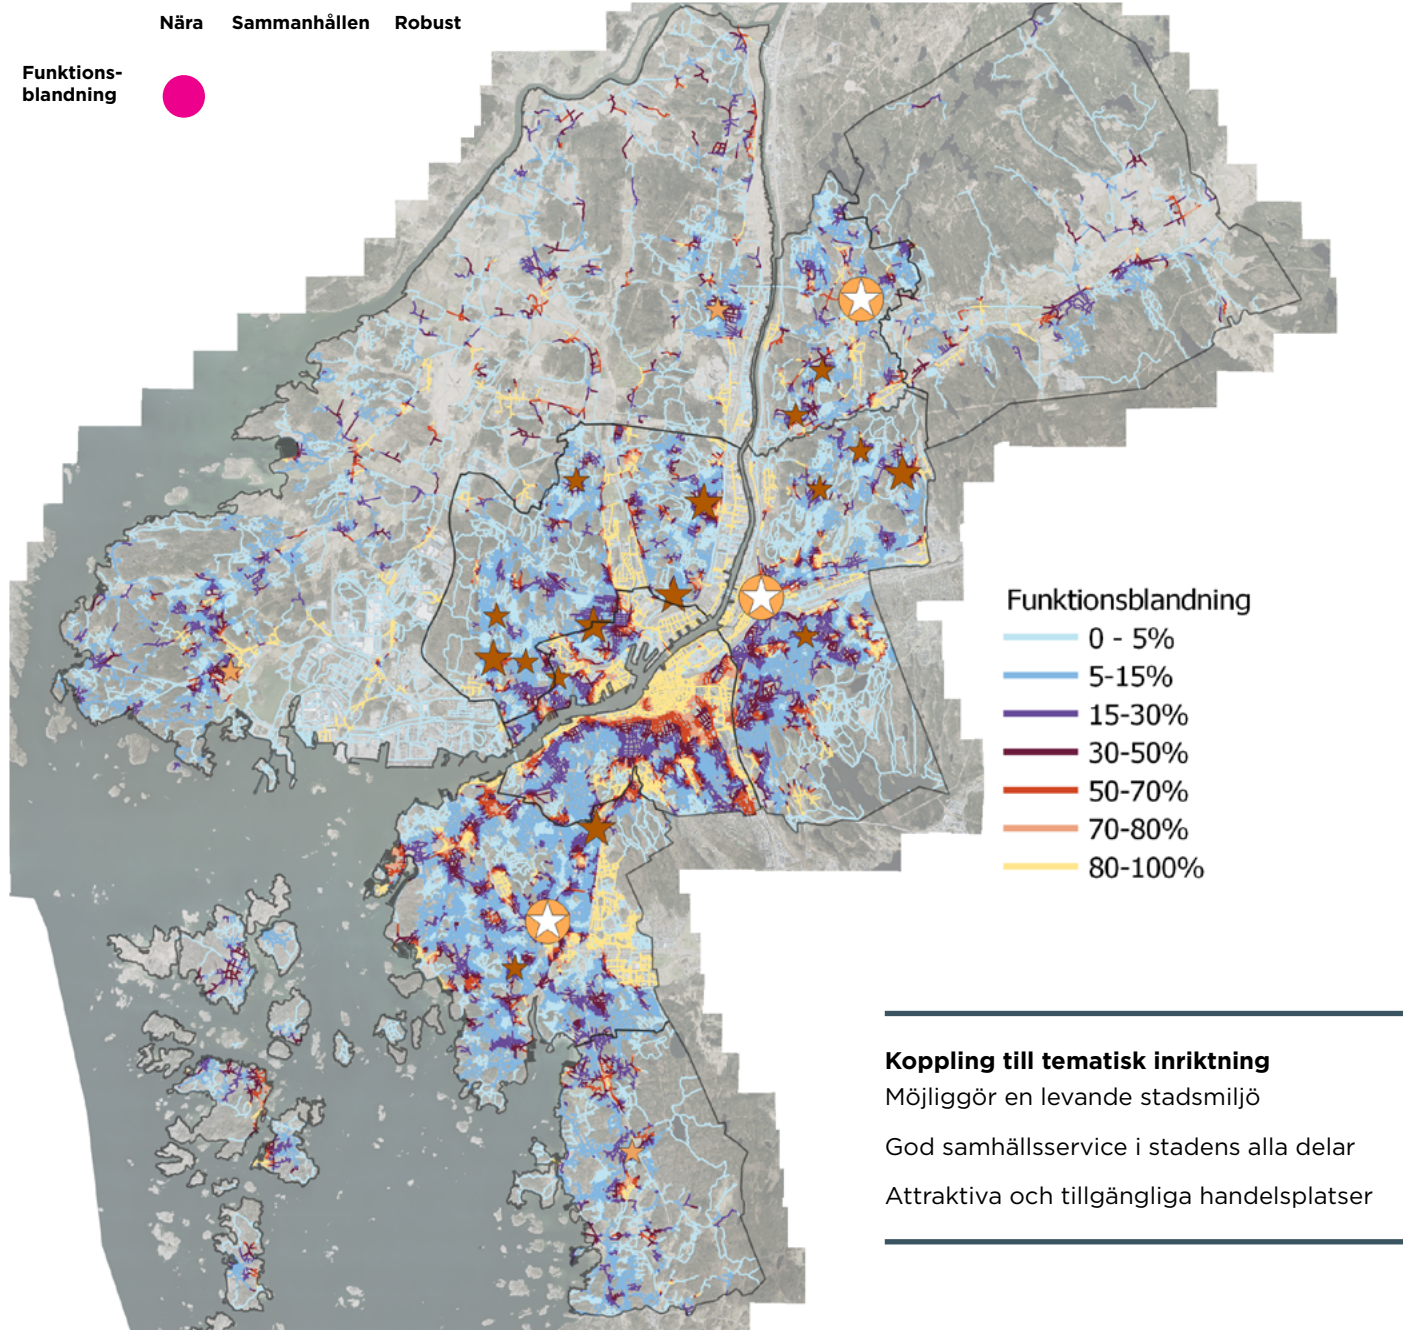 Nära Sammanhållen Robust
Funktions-
blandning
Funktionsblandning
0 - 5%
5-15%
15-30%
30-50%
50-70%
70-80%
80-100%
Koppling till tematisk inriktning
Möjliggör en levande stadsmiljö
God samhällsservice i stadens alla delar
Attraktiva och tillgängliga handelsplatser